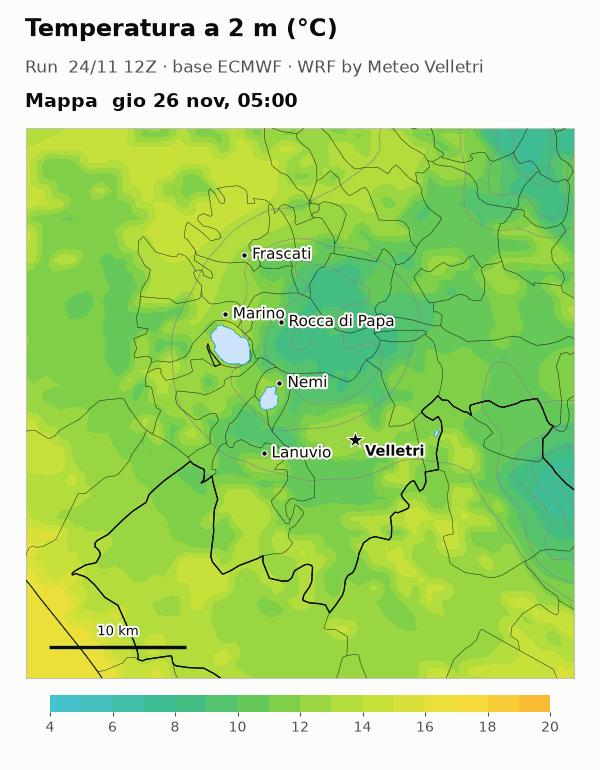 Temperatura a 2 m (°C)
Run  24/11 12Z · base ECMWF · WRF by Meteo Velletri
Mappa  gio 26 nov, 05:00
Frascati
Marino
Rocca di Papa
Nemi
Velletri
Lanuvio
10 km
4 6 8 10 12 14 16 18 20